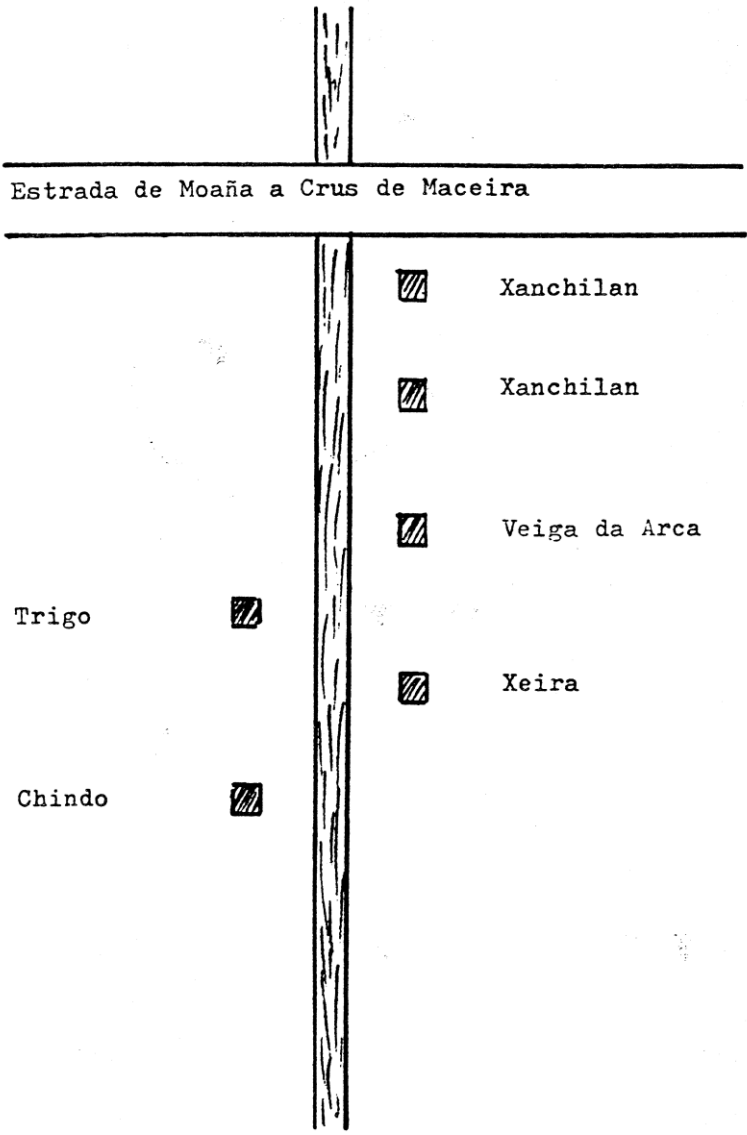 Estrada de Moaña a Crus de Maceira
Xanchilan
Xanchilan
Veiga da Arca
Trigo
Xeira
Chindo